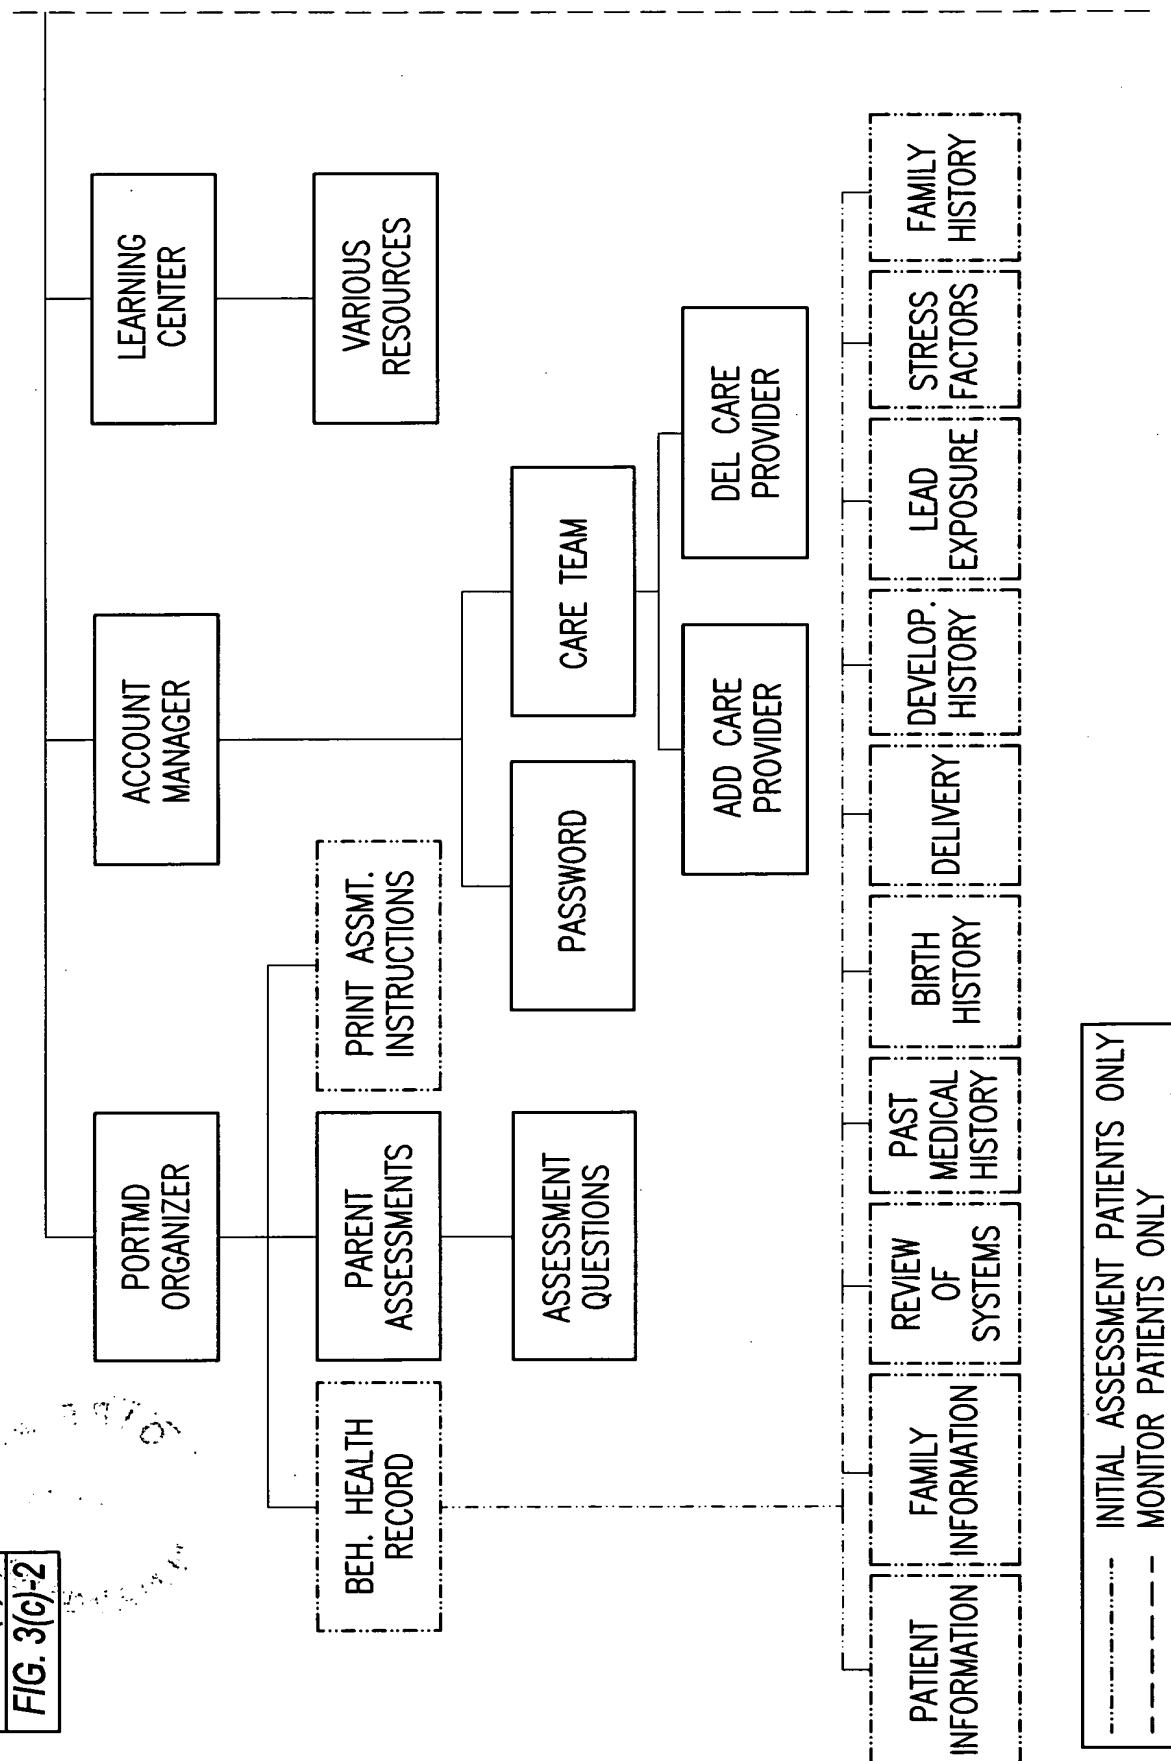 FIG. 3(c)-2
PORTMD
ORGANIZER
ACCOUNT
MANAGER
LEARNING
CENTER
BEH. HEALTH
RECORD
PARENT
ASSESSMENTS
PRINT ASSMT.
INSTRUCTIONS
VARIOUS
RESOURCES
ASSESSMENT
QUESTIONS
PASSWORD
CARE TEAM
ADD CARE
PROVIDER
DEL CARE
PROVIDER
PATIENT
INFORMATION
FAMILY
INFORMATION
REVIEW
OF
SYSTEMS
PAST
MEDICAL
HISTORY
BIRTH
HISTORY
DELIVERY
DEVELOP.
HISTORY
LEAD
EXPOSURE
STRESS
FACTORS
FAMILY
HISTORY
INITIAL ASSESSMENT PATIENTS ONLY
MONITOR PATIENTS ONLY